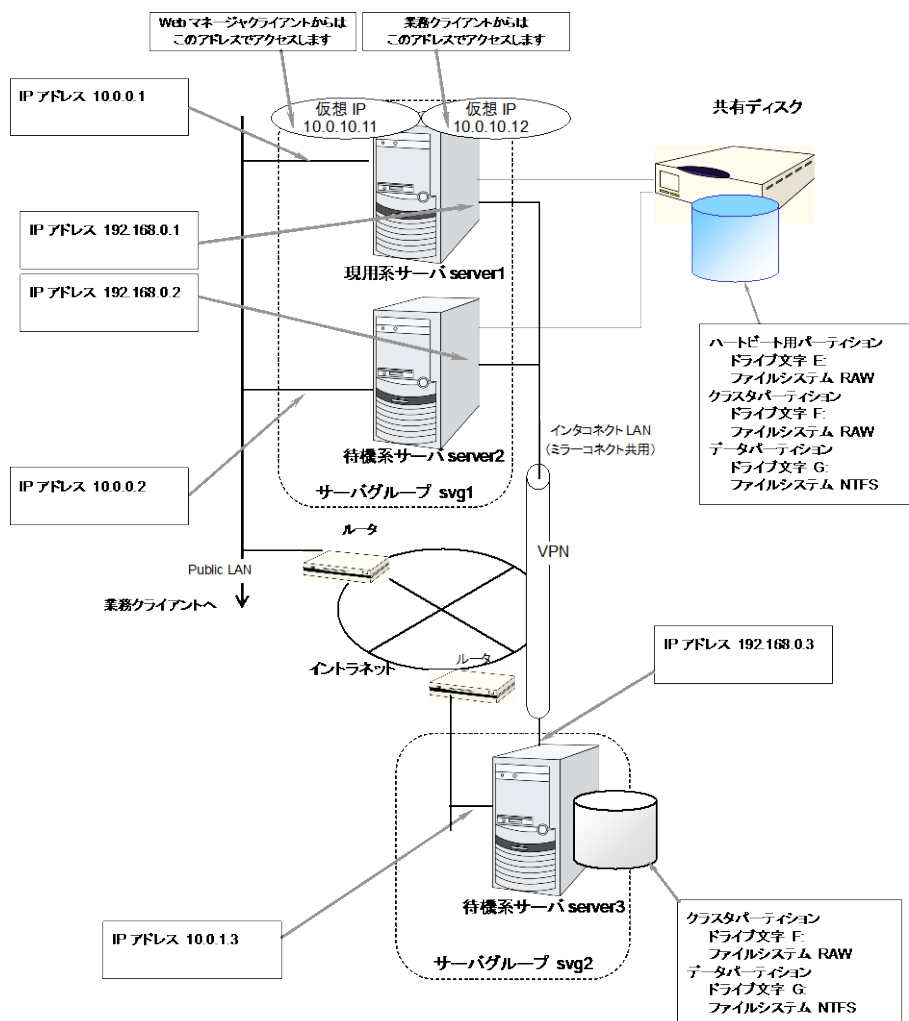 Web マネージャクライアントからは
このアドレスでアクセスします
業務クライアントからは
このアドレスでアクセスします
IP アドレス 10.0.0.1
仮想 IP
10.0.10.11
仮想 IP
10.0.10.12
共有ディスク
IP アドレス 192.168.0.1
現用系サーバ server1
IP アドレス 192.168.0.2
ハートビート用パーティション
ドライブ文字 E:
ファイルシステム RAW
クラスタパーティション
ドライブ文字 F:
ファイルシステム RAW
データパーティション
ドライブ文字 G:
ファイルシステム NTFS
インタコネクト LAN
(ミラーコネクト共用)
待機系サーバ server2
IP アドレス 10.0.0.2
サーバグループ svg1
ルータ
VPN
Public LAN
業務クライアントへ
IP アドレス 192.168.0.3
イントラネット
ルータ
待機系サーバ server3
IP アドレス 10.0.1.3
サーバグループ svg2
クラスタパーティション
ドライブ文字 F:
ファイルシステム RAW
データパーティション
ドライブ文字 G:
ファイルシステム NTFS